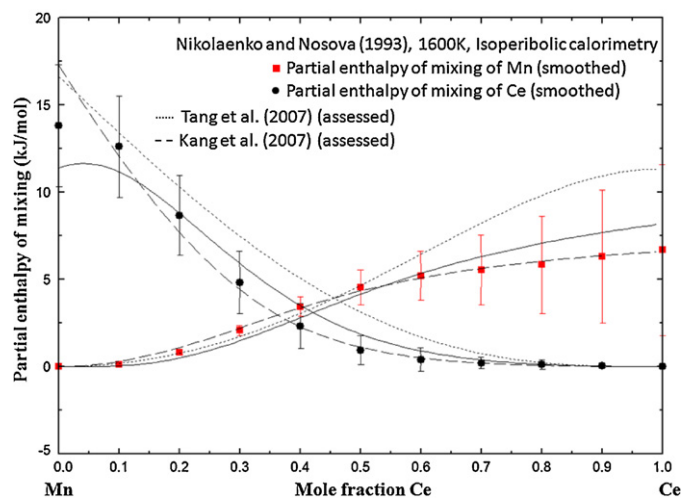 20
15
10
5
0
-5
Partial enthalpy of mixing (kJ/mol)
Nikolaenko and Nosova (1993), 1600K, Isoperibolic calorimetry
Partial enthalpy of mixing of Mn (smoothed)
Partial enthalpy of mixing of Ce (smoothed)
Tang et al. (2007) (assessed)
Kang et al. (2007) (assessed)
0.0 0.1 0.2 0.3 0.4 0.5 0.6 0.7 0.8 0.9 1.0
Mn Mole fraction Ce Ce